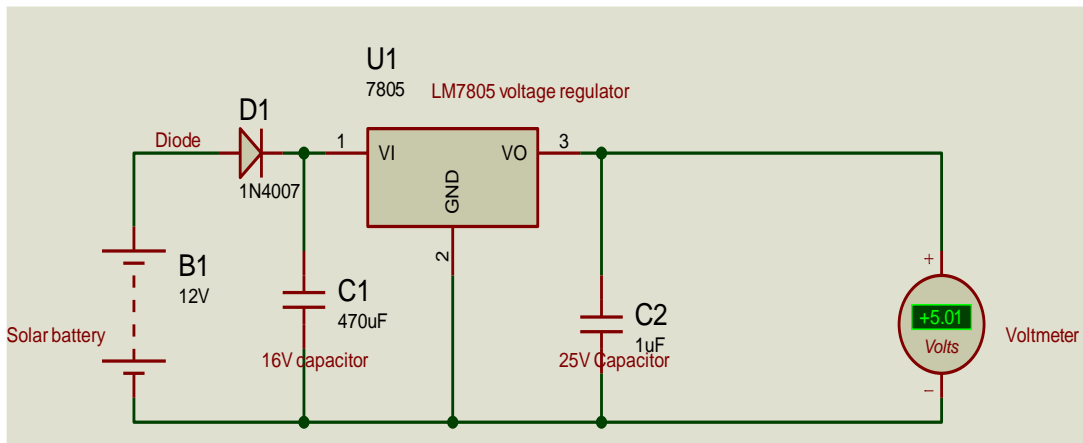 U1
7805
LM7805 voltage regulator
D1
Diode
1N4007
1
VI
VO
3
GND
2
B1
12V
Solar battery
C1
470uF
16V capacitor
C2
1uF
25V Capacitor
+
+5.01
Volts
−
Voltmeter